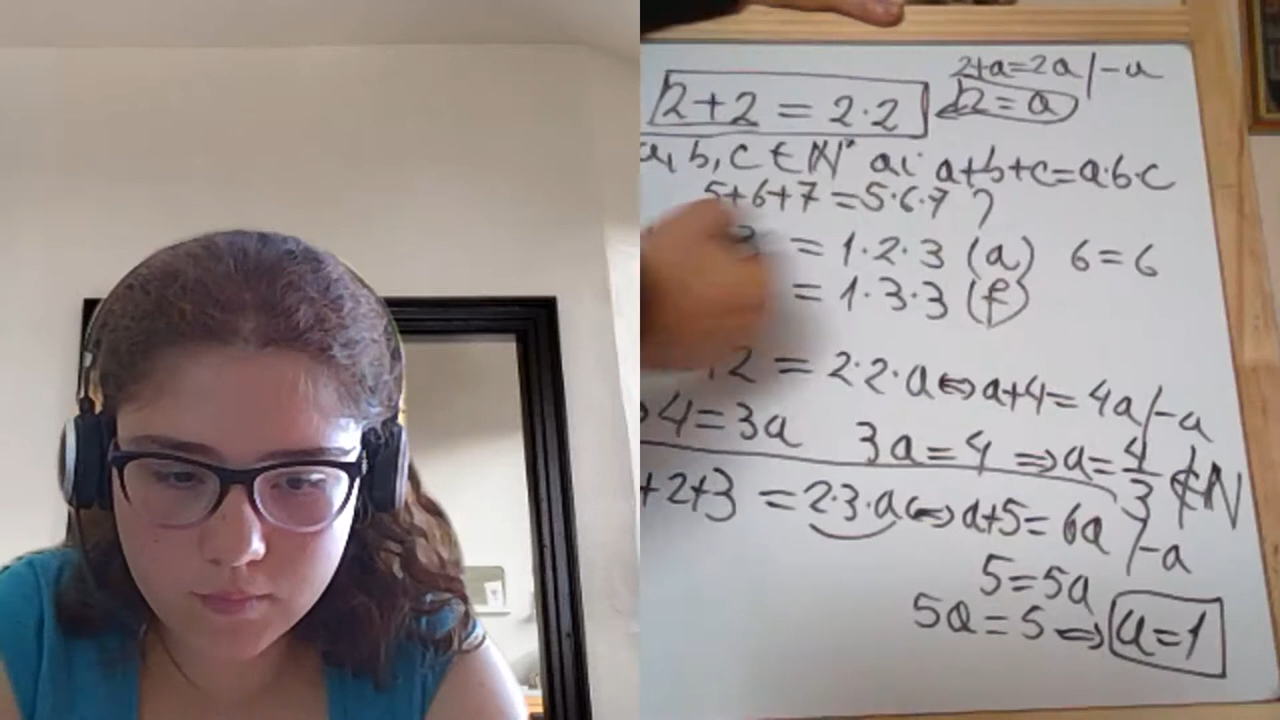 2+a=2a/-a
2+2 = 2·2
2=a
a, b, c ∈ ℕ* aî a+b+c=a·b·c
5+6+7 =5·6·7 ?
= 1·2·3 (a) 6=6
= 1·3·3 (f)
2 = 2·2·a⇔a+4= 4a/-a
4=3a 3a=4 ⇒a=4/3 ∉ℕ
+2+3 = 2·3·a⇔a+5= 6a /-a
5=5a
5a=5⇒ a=1